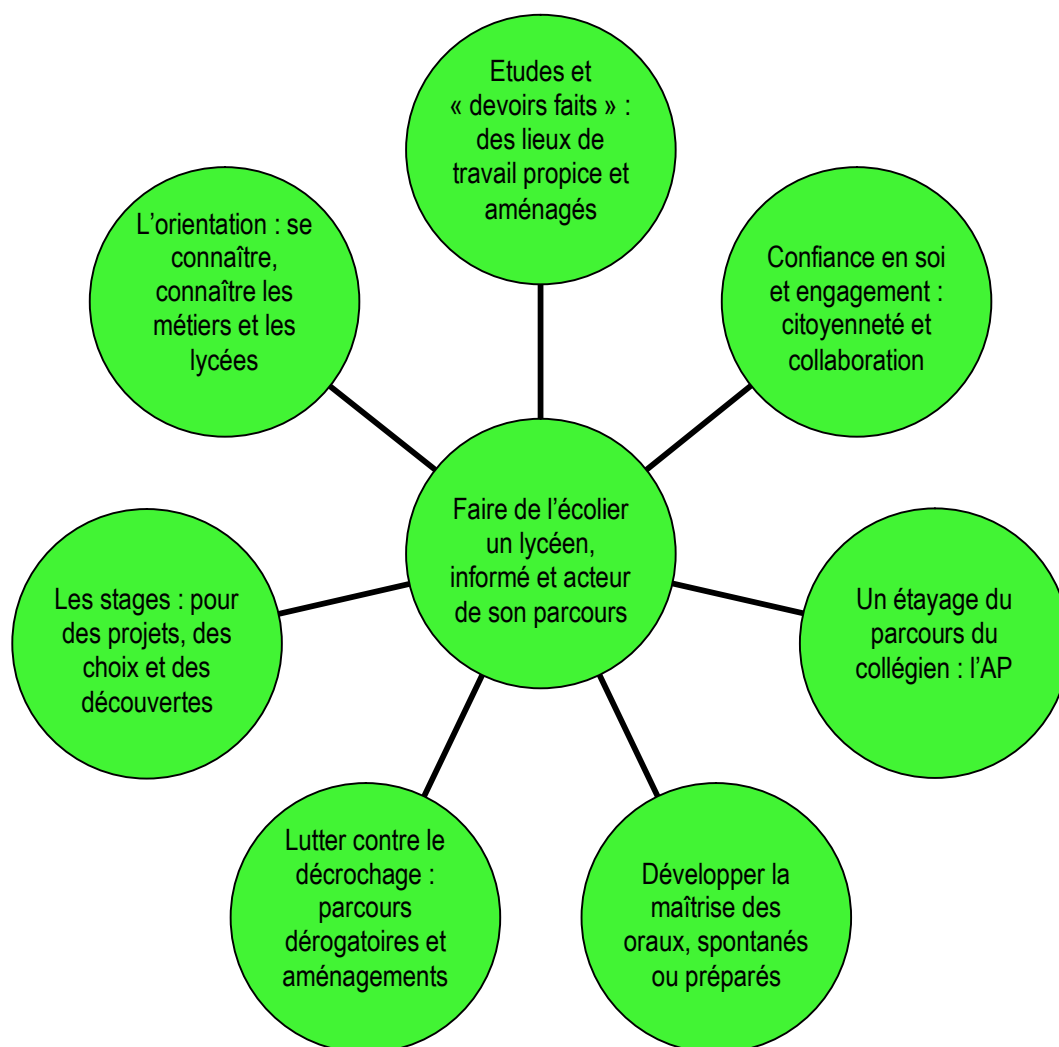 Etudes et
« devoirs faits » :
des lieux de
travail propice et
aménagés
Confiance en soi
et engagement :
citoyenneté et
collaboration
Un étayage du
parcours du
collégien : l’AP
Développer la
maîtrise des
oraux, spontanés
ou préparés
Lutter contre le
décrochage :
parcours
dérogatoires et
aménagements
Les stages : pour
des projets, des
choix et des
découvertes
L’orientation : se
connaître,
connaître les
métiers et les
lycées
Faire de l’écolier
un lycéen,
informé et acteur
de son parcours